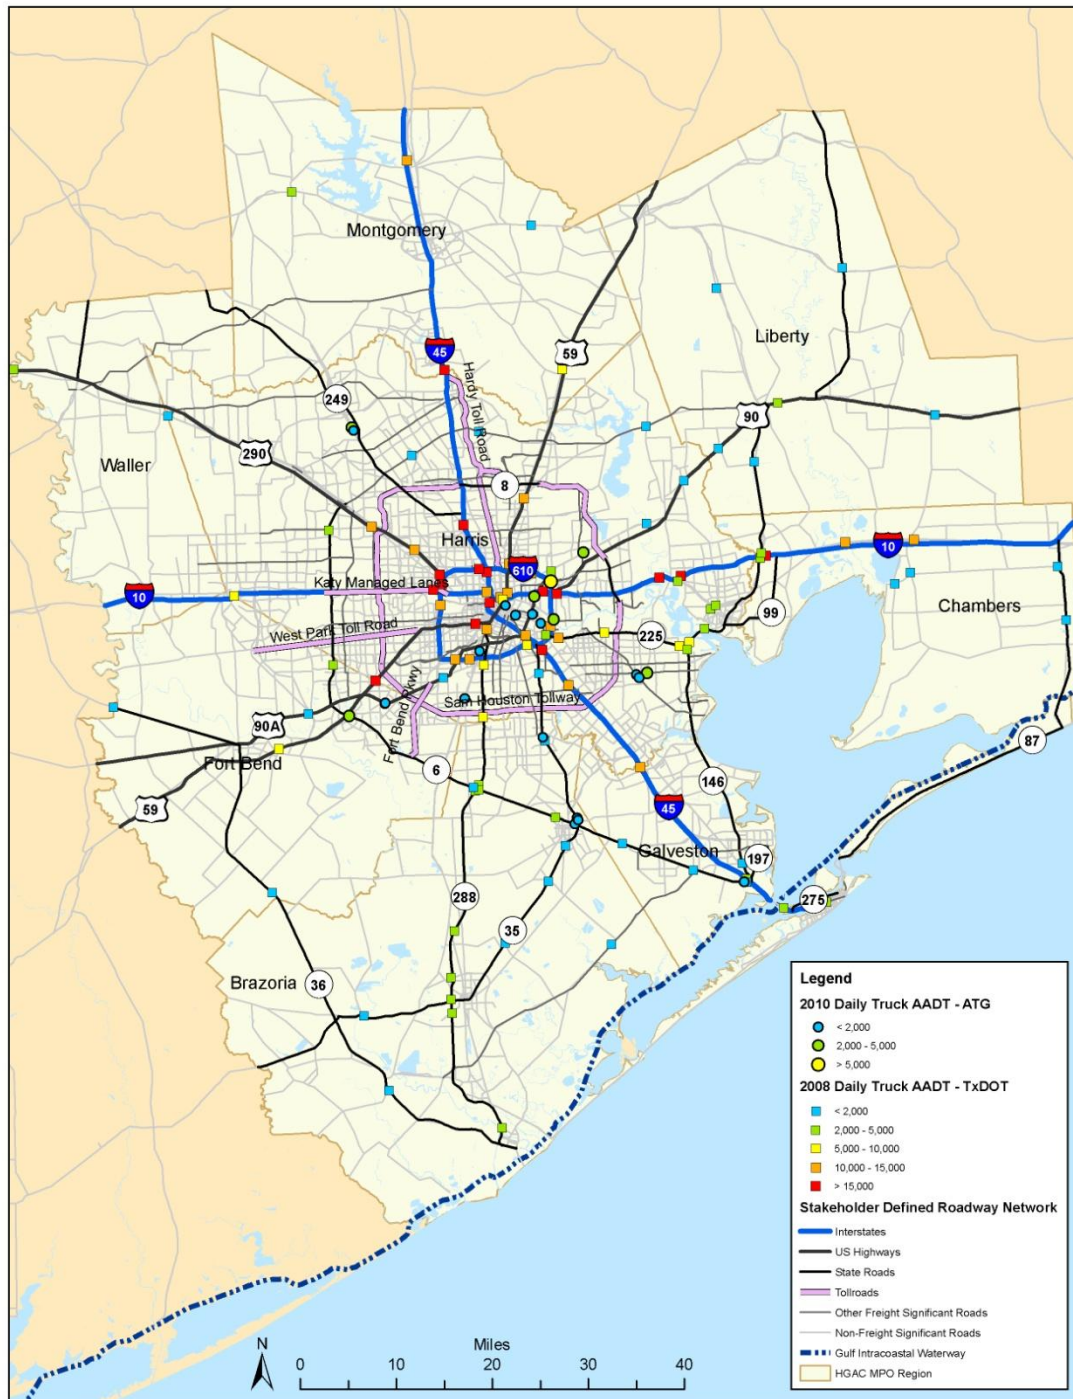 Montgomery
45
59
Liberty
Hardy Toll Road
249
90
Waller
290
8
Harris
610
10
Katy Managed Lanes
10
99
Chambers
West Park Toll Road
225
Sam Houston Tollway
Fort Bend Pkwy
90A
Fort Bend
87
6
146
59
45
Galveston
197
288
275
35
Brazoria
36
Legend
2010 Daily Truck AADT - ATG
< 2,000
2,000 - 5,000
> 5,000
2008 Daily Truck AADT - TxDOT
< 2,000
2,000 - 5,000
5,000 - 10,000
10,000 - 15,000
> 15,000
Stakeholder Defined Roadway Network
Interstates
US Highways
State Roads
Tollroads
Other Freight Significant Roads
Non-Freight Significant Roads
Gulf Intracoastal Waterway
HGAC MPO Region
N
Miles
0 10 20 30 40